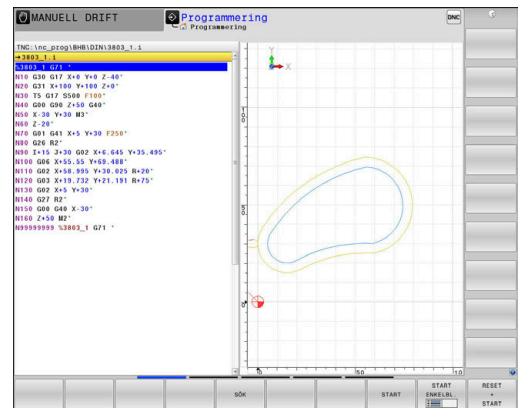 MANUELL DRIFT
Programmering
Programmering
DNC
TNC:\nc_prog\BHB\DIN\3803_1.i
→3803_1.i
%3803_1 G71 *
N10 G30 G17 X+0 Y+0 Z-40*
N20 G31 X+100 Y+100 Z+0*
N30 T5 G17 S500 F100*
N40 G00 G90 Z+50 G40*
N50 X-30 Y+30 M3*
N60 Z-20*
N70 G01 G41 X+5 Y+30 F250*
N80 G26 R2*
N90 I+15 J+30 G02 X+6.645 Y+35.495*
N100 G06 X+55.55 Y+69.488*
N110 G02 X+58.995 Y+30.025 R+20*
N120 G03 X+19.732 Y+21.191 R+75*
N130 G02 X+5 Y+30*
N140 G27 R2*
N150 G00 G40 X-30*
N160 Z+50 M2*
N99999999 %3803_1 G71 *
Y
X
100
50
0
0
50
10
SÖK
START
START ENKELBL.
RESET + START